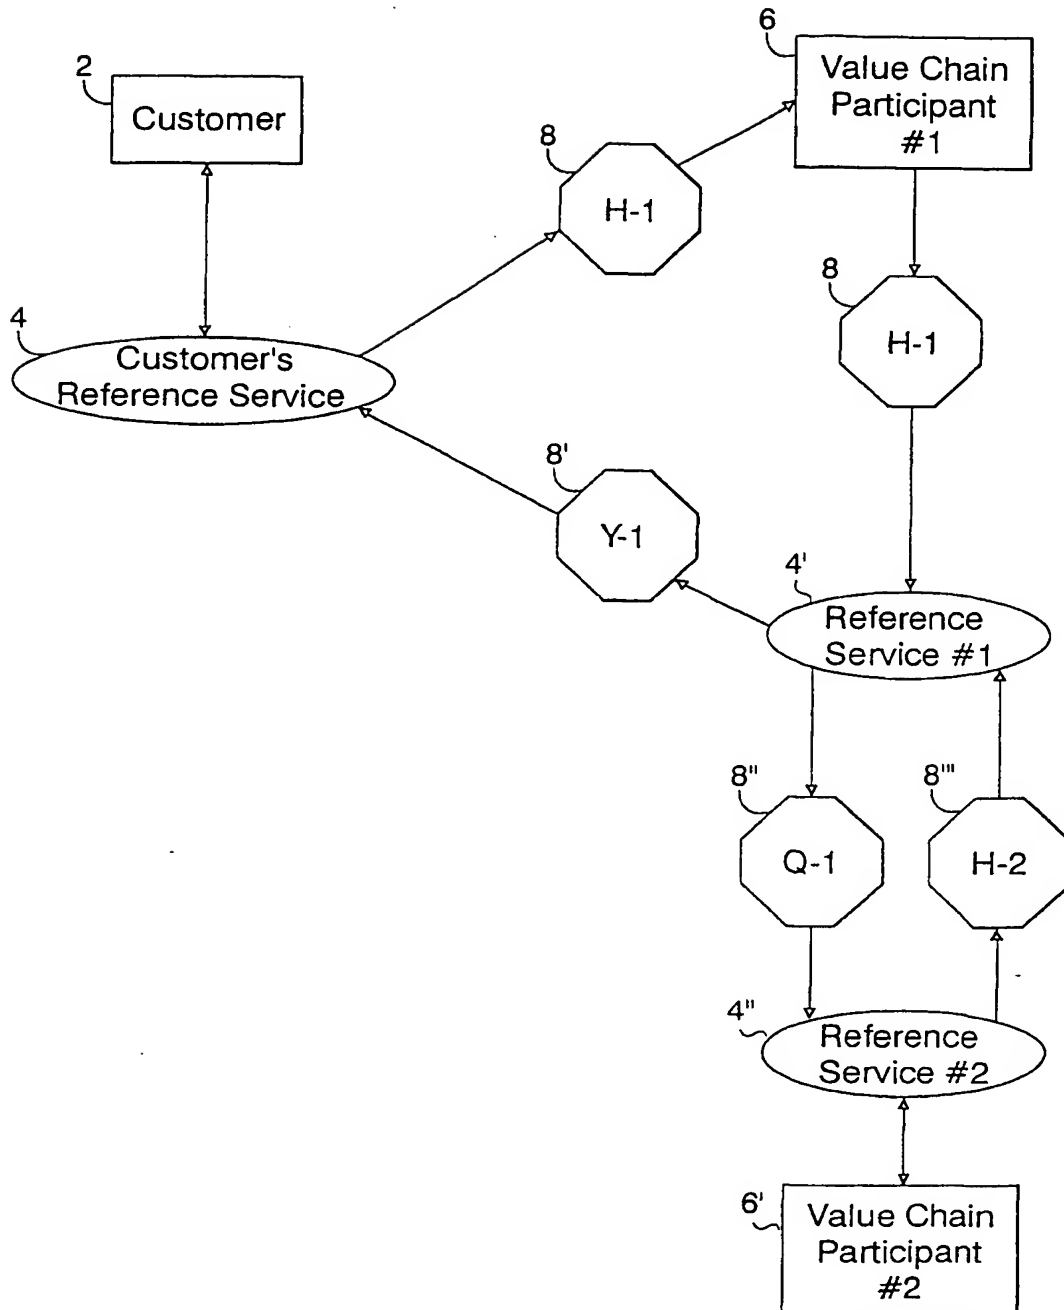 6
Value Chain
Participant
#1
2
Customer
8
H-1
8
H-1
4
Customer's
Reference Service
8'
Y-1
4'
Reference
Service #1
8"
Q-1
8'''
H-2
4"
Reference
Service #2
6'
Value Chain
Participant
#2